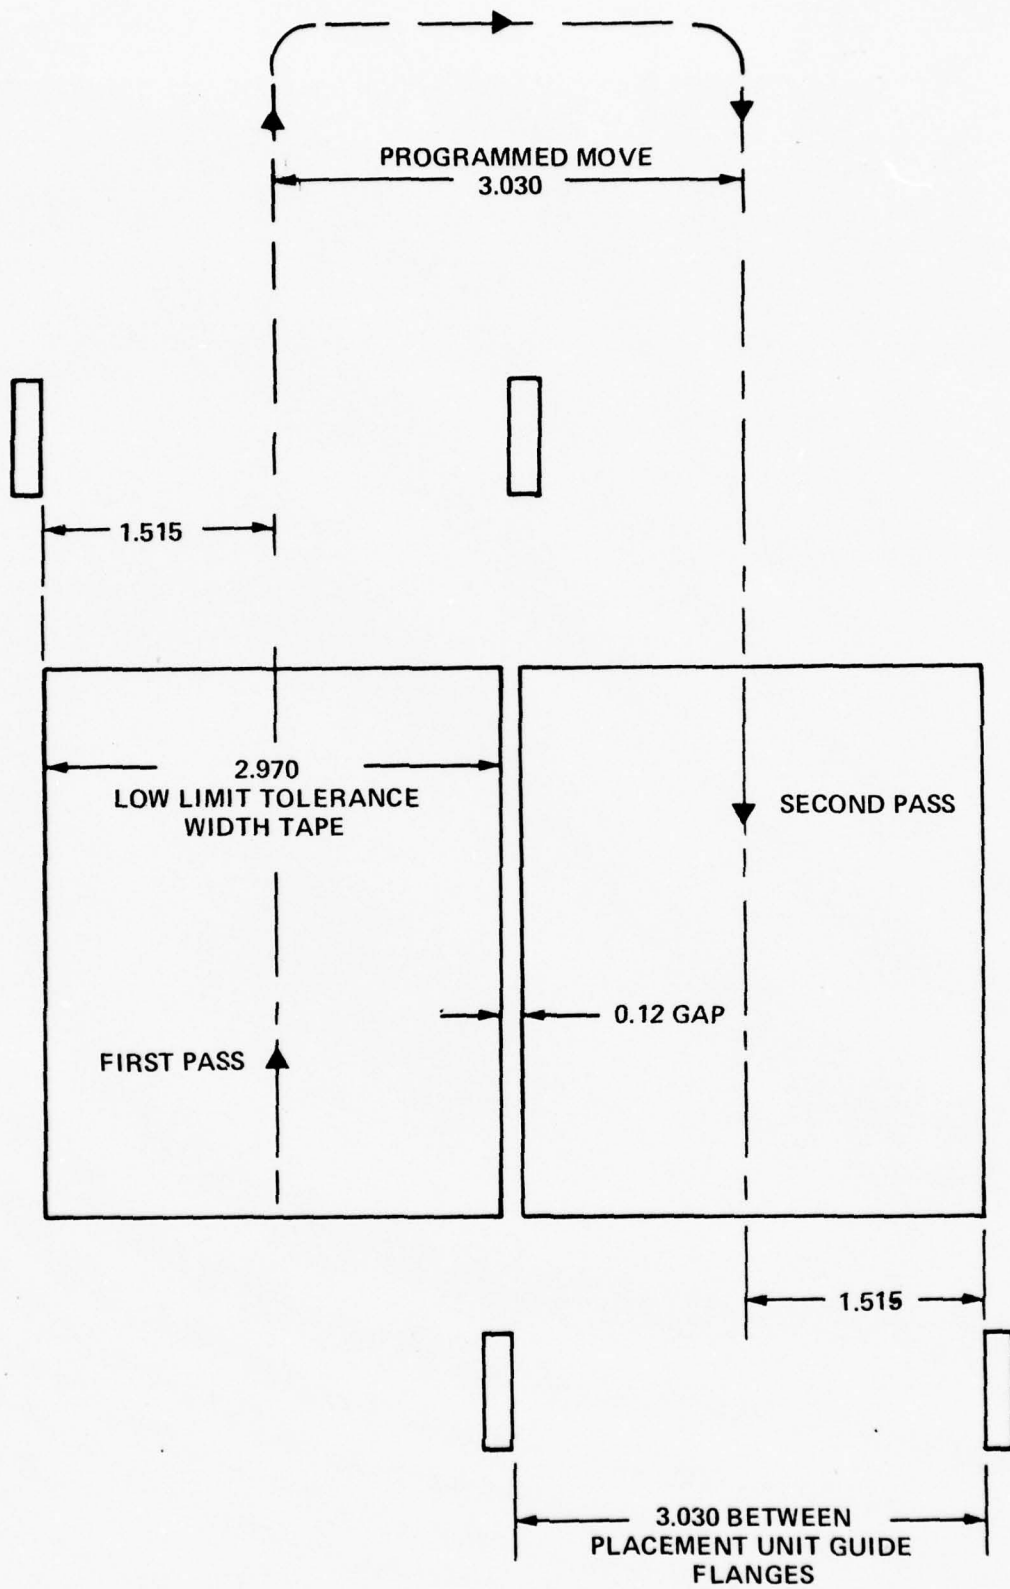 PROGRAMMED MOVE
3.030
1.515
2.970
LOW LIMIT TOLERANCE
WIDTH TAPE
SECOND PASS
0.12 GAP
FIRST PASS
1.515
3.030 BETWEEN
PLACEMENT UNIT GUIDE
FLANGES